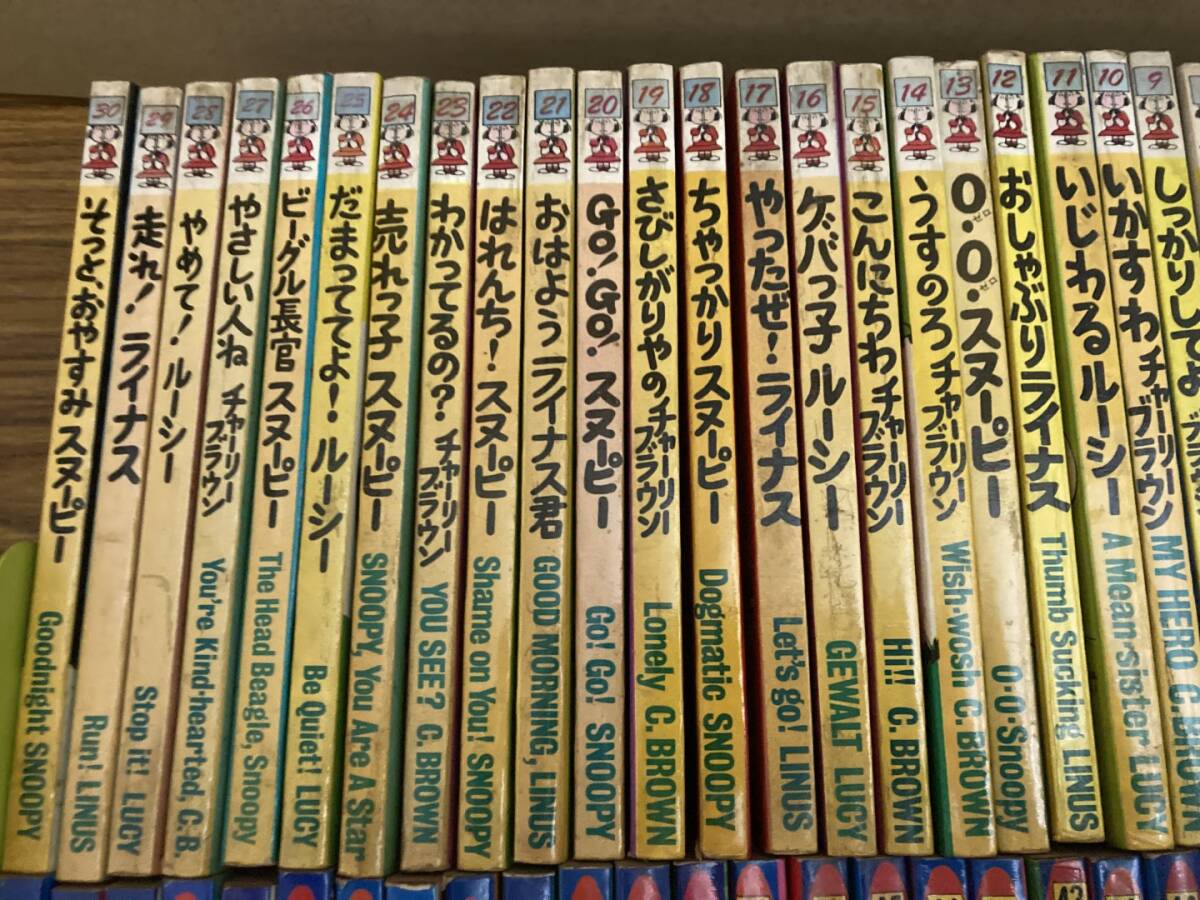 30
そっと、おやすみ スヌーピー
Goodnight SNOOPY
29
走れ！ ライナス
Run! LINUS
28
やめて！ ルーシー
Stop it! LUCY
27
やさしい人ね チャーリー
ブラウン
You're Kind-hearted, C.B.
26
ビーグル長官 スヌーピー
The Head Beagle, Snoopy
25
だまっててよ！ ルーシー
Be Quiet! LUCY
24
売れっ子 スヌーピー
SNOOPY, You Are A Star
23
わかってるの？ チャーリー
ブラウン
YOU SEE? C. BROWN
22
はれんち！ スヌーピー
Shame on You! SNOOPY
21
おはようライナス君
GOOD MORNING, LINUS
20
GO! GO! スヌーピー
Go! Go! SNOOPY
19
さびしがりやの チャーリー
ブラウン
Lonely C. BROWN
18
ちゃっかりスヌーピー
Dogmatic SNOOPY
17
やったぜ！ ライナス
Let's go! LINUS
16
ゲバっ子 ルーシー
GEWALT LUCY
15
こんにちわ チャーリー
ブラウン
Hi!! C. BROWN
14
うすのろ チャーリー
ブラウン
Wish-wosh C. BROWN
13
0・0・スヌーピー
ゼロ
ゼロ
O-O-Snoopy
12
おしゃぶりライナス
Thumb Sucking LINUS
11
いじわるルーシー
A Mean-sister LUCY
10
いかすわ チャーリー
ブラウン
MY HERO C. BROWN
9
しっかりしてよ
43